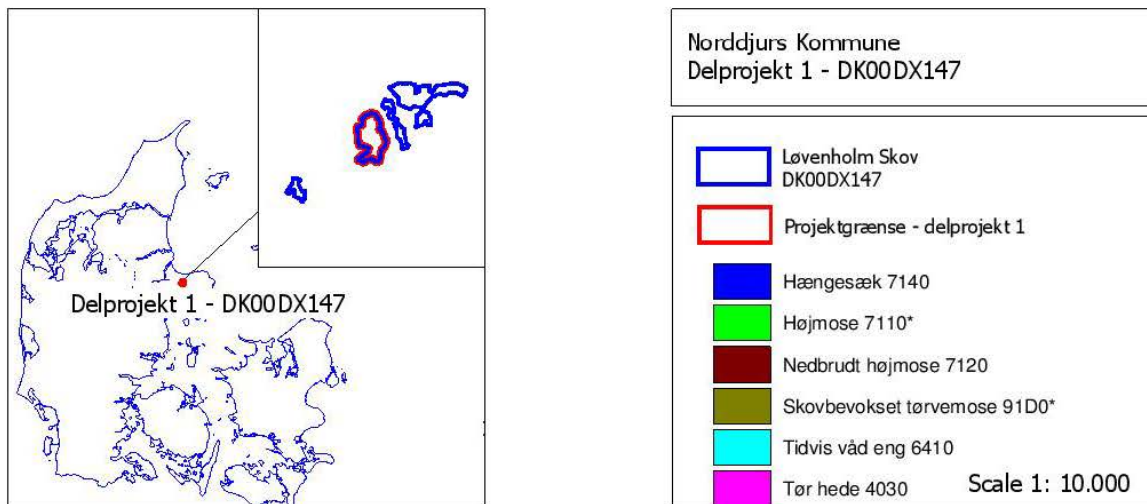 Delprojekt 1 - DK00DX147
Norddjurs Kommune
Delprojekt 1 - DK00DX147
Løvenholm Skov
DK00DX147
Projektgrænse - delprojekt 1
Hængesæk 7140
Højmose 7110*
Nedbrudt højmose 7120
Skovbevokset tørvemose 91D0*
Tidvis våd eng 6410
Tør hede 4030
Scale 1: 10.000